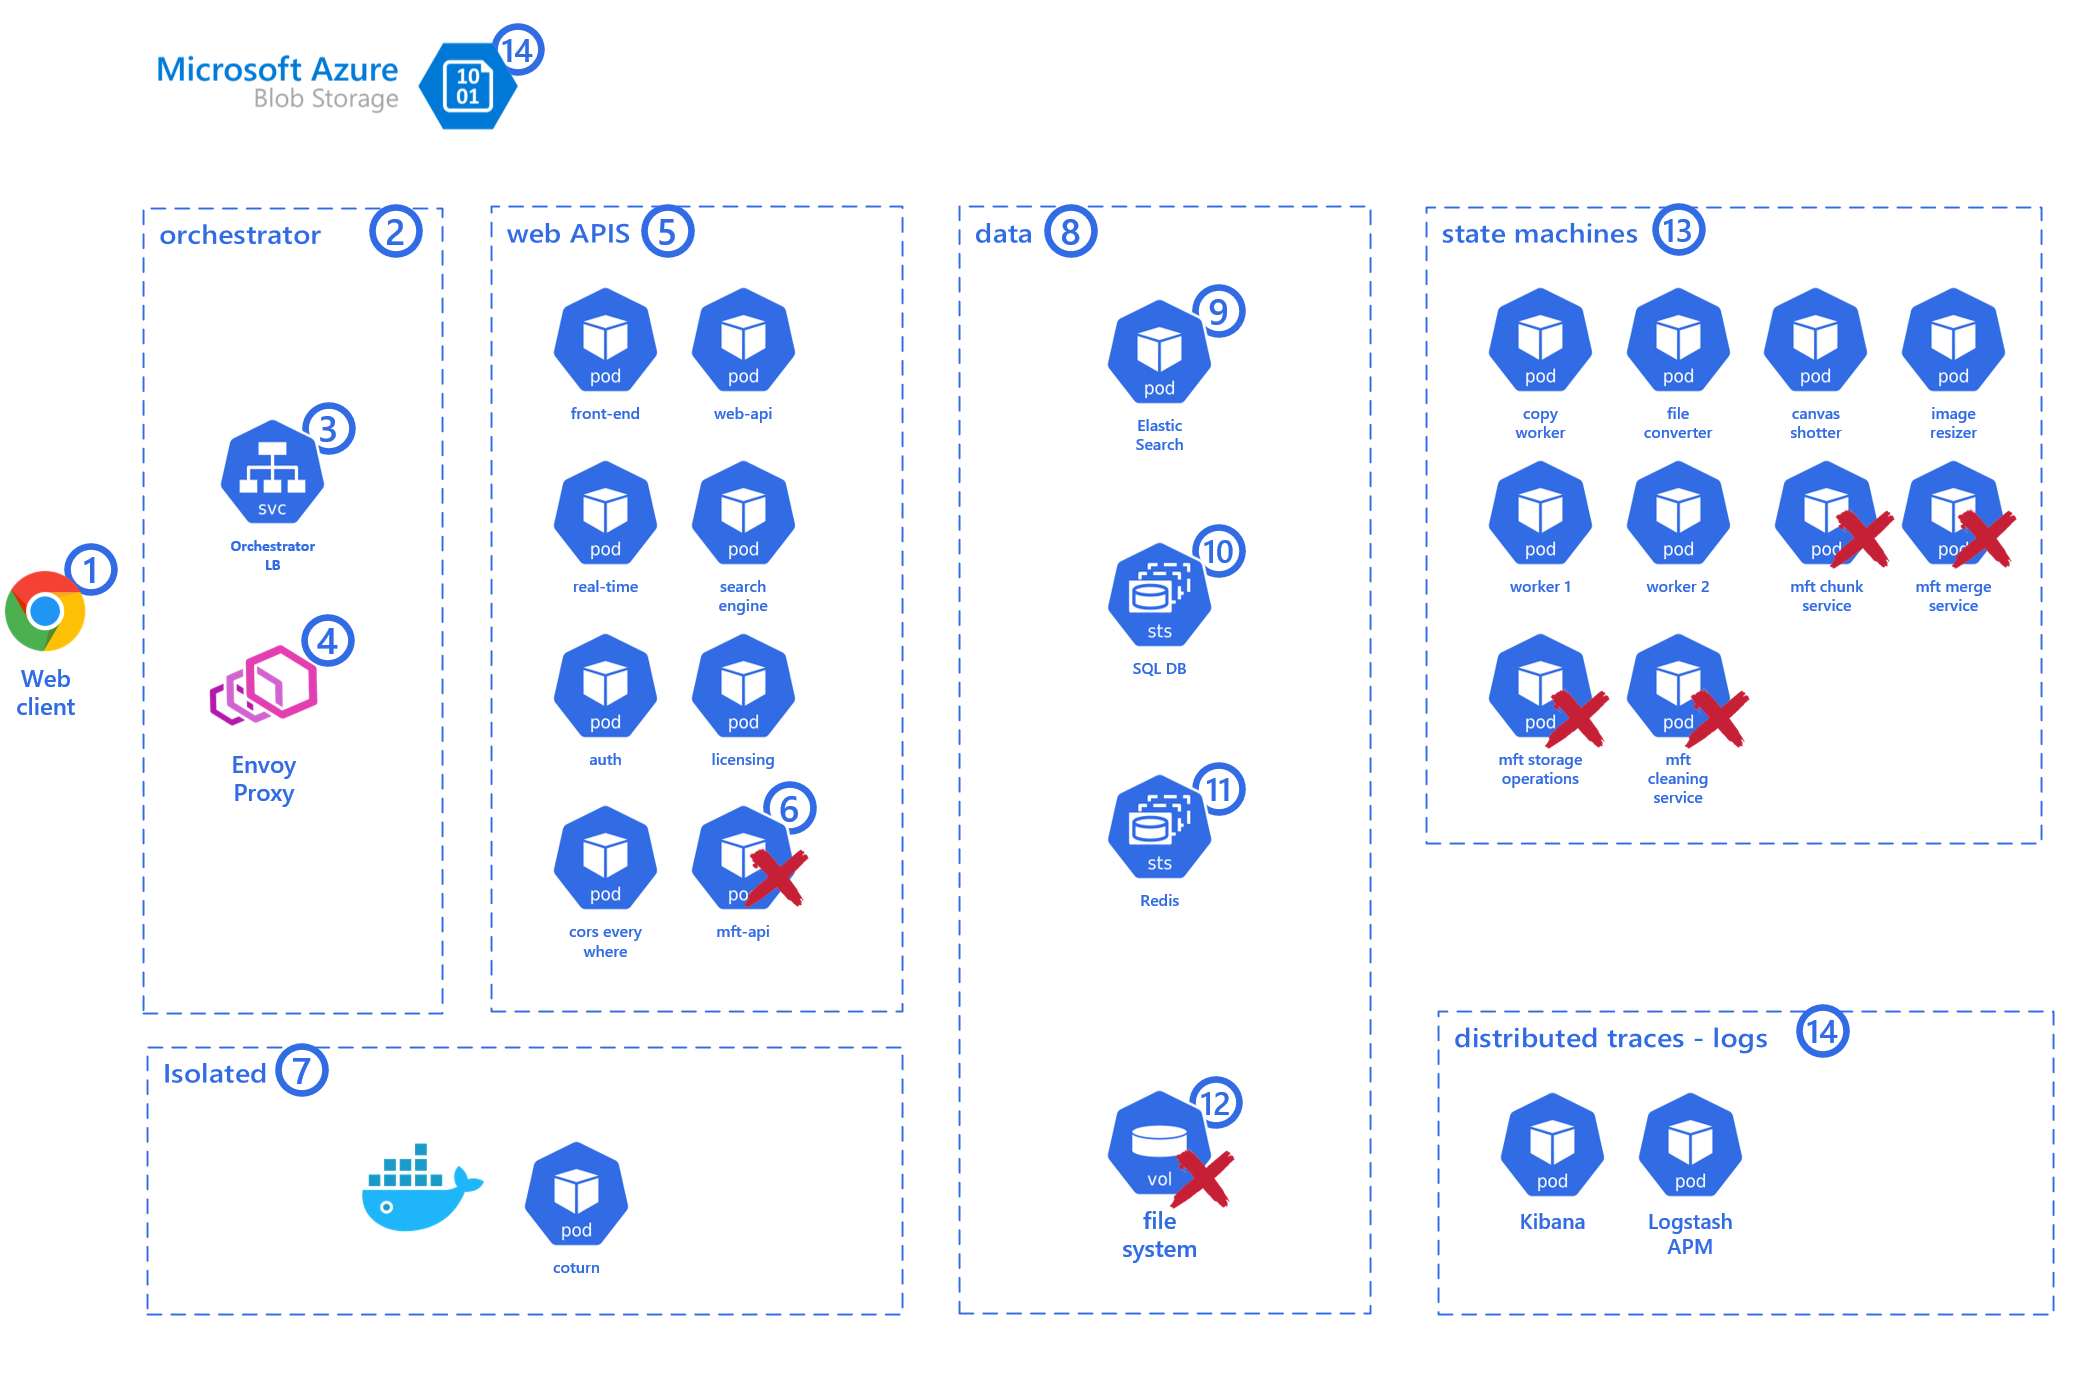 Microsoft Azure
Blob Storage
10
01
14
orchestrator
2
3
svc
Orchestrator
LB
1
Web
client
4
Envoy
Proxy
web APIS
5
pod
front-end
pod
web-api
pod
real-time
pod
search
engine
pod
auth
pod
licensing
pod
cors every
where
6
pod
mft-api
Isolated
7
pod
coturn
data
8
9
pod
Elastic
Search
10
sts
SQL DB
11
sts
Redis
12
vol
file
system
state machines
13
pod
copy
worker
pod
file
converter
pod
canvas
shotter
pod
image
resizer
pod
worker 1
pod
worker 2
pod
mft chunk
service
pod
mft merge
service
pod
mft storage
operations
pod
mft
cleaning
service
distributed traces - logs
14
pod
Kibana
pod
Logstash
APM